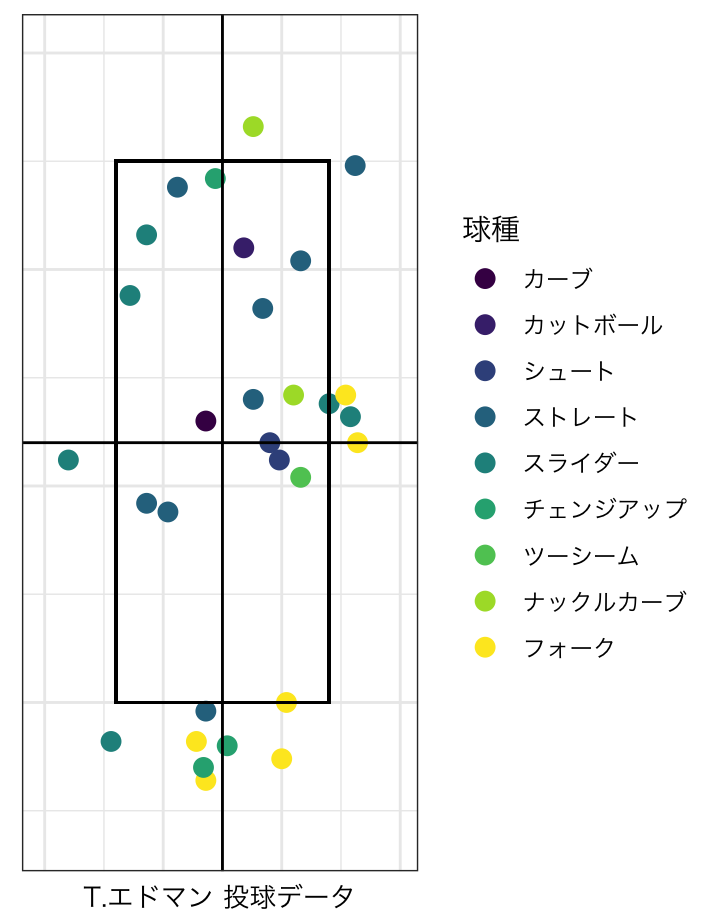 球種
カーブ
カットボール
シュート
ストレート
スライダー
チェンジアップ
ツーシーム
ナックルカーブ
フォーク
T.エドマン 投球データ